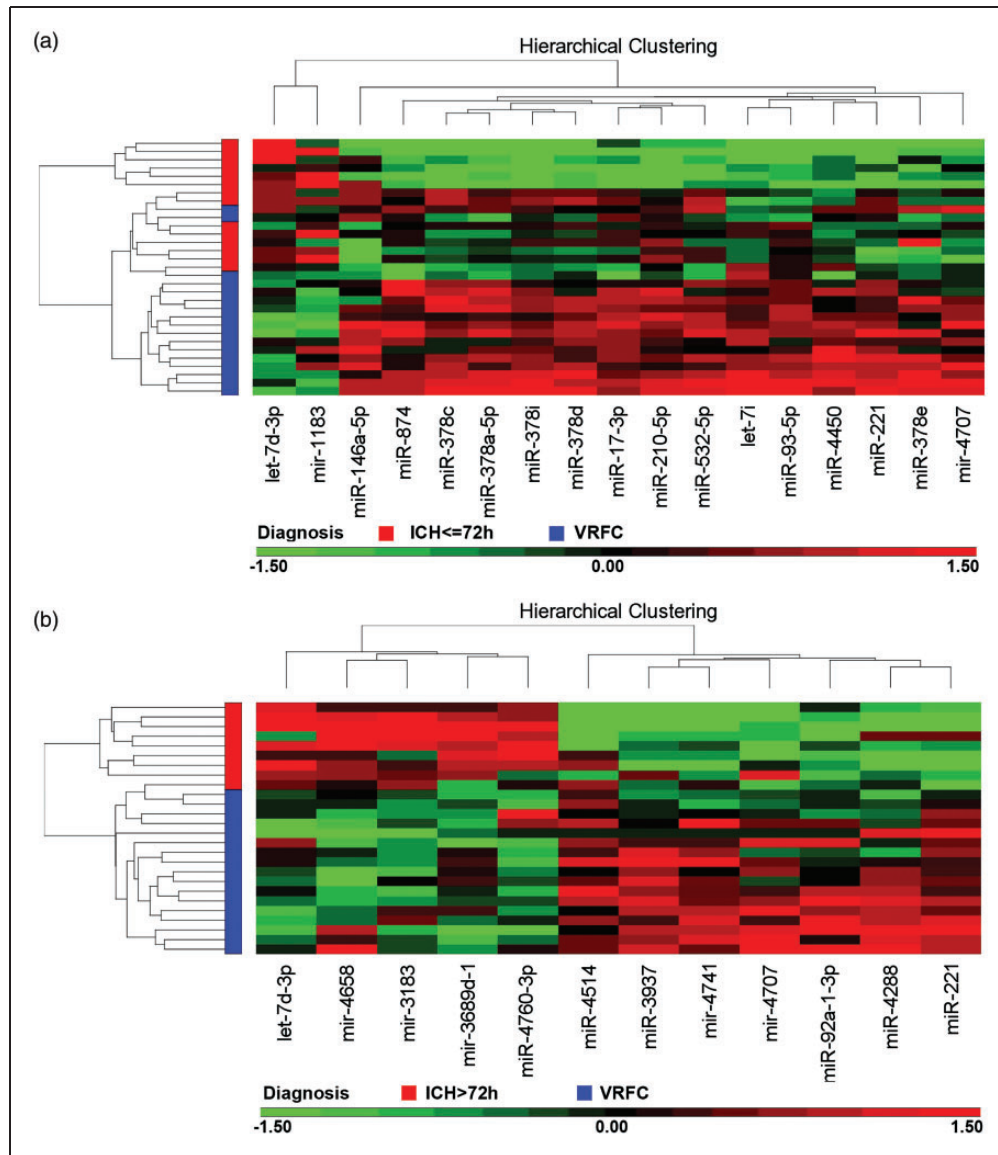 (a)
Hierarchical Clustering
let-7d-3p
mir-1183
miR-146a-5p
miR-874
miR-378c
miR-378a-5p
miR-378i
miR-378d
miR-17-3p
miR-210-5p
miR-532-5p
let-7i
miR-93-5p
miR-4450
miR-221
miR-378e
mir-4707
Diagnosis ICH<=72h VRFC
-1.50 0.00 1.50
(b)
Hierarchical Clustering
let-7d-3p
mir-4658
mir-3183
mir-3689d-1
miR-4760-3p
miR-4514
miR-3937
mir-4741
mir-4707
miR-92a-1-3p
miR-4288
miR-221
Diagnosis ICH>72h VRFC
-1.50 0.00 1.50